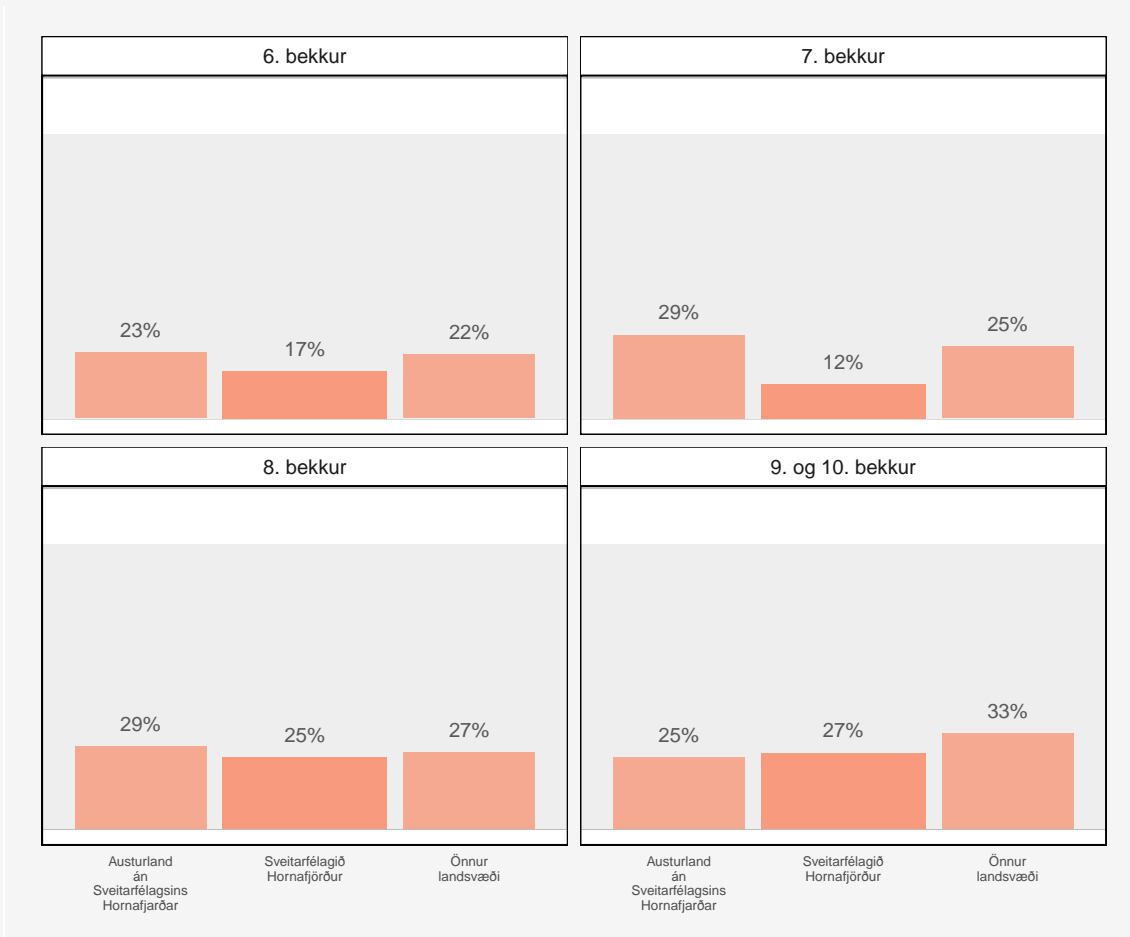 6. bekkur
23%
17%
22%
7. bekkur
29%
12%
25%
8. bekkur
29%
25%
27%
9. og 10. bekkur
25%
27%
33%
Austurland
án
Sveitarfélagsins
Hornafjarðar
Sveitarfélagið
Hornafjörður
Önnur
landsvæði
Austurland
án
Sveitarfélagsins
Hornafjarðar
Sveitarfélagið
Hornafjörður
Önnur
landsvæði